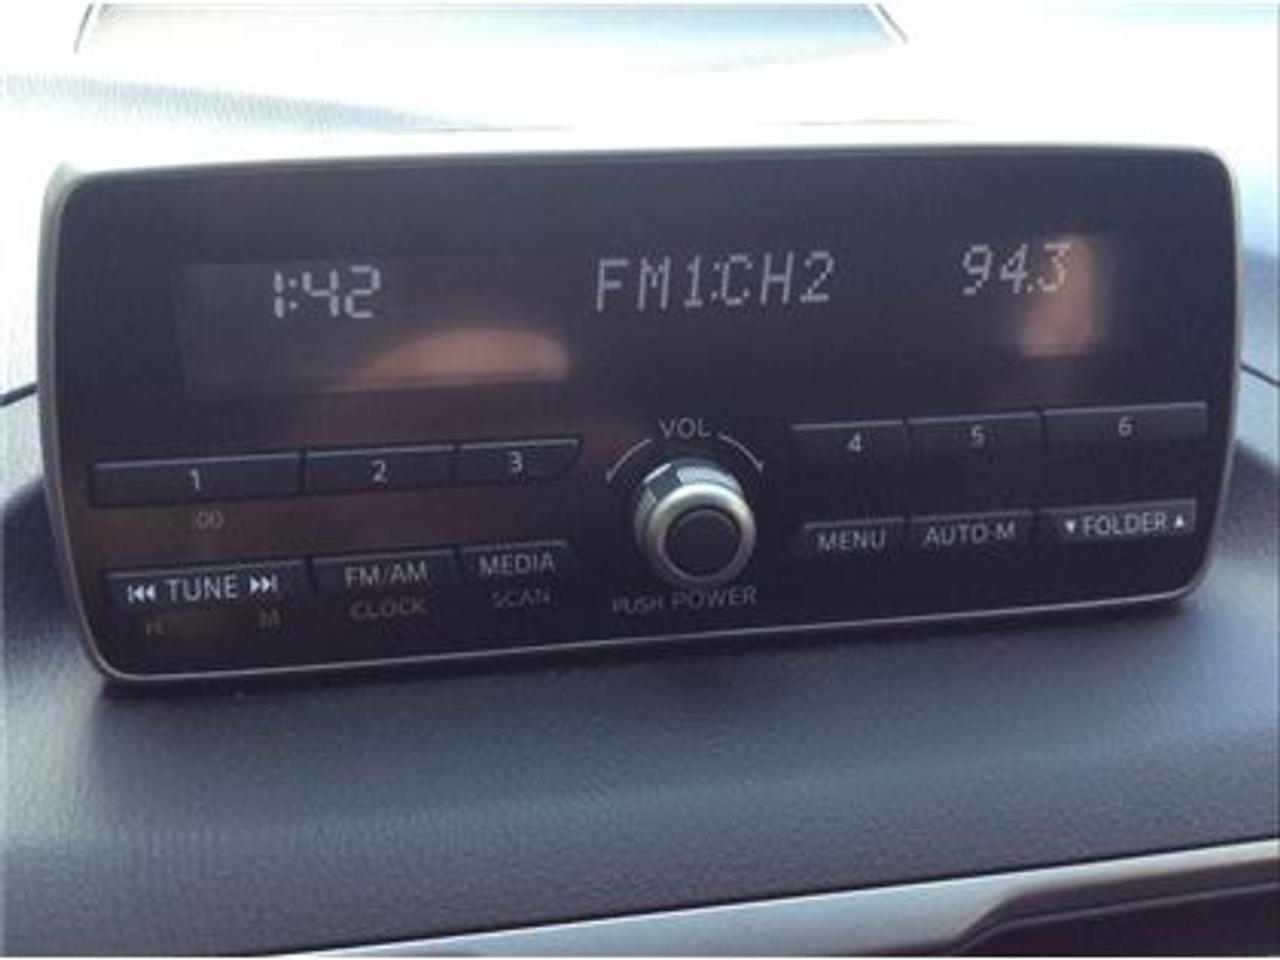 1:42 FM1:CH2 94.3
VOL
1 2 3 4 5 6
:00
TUNE FM/AM MEDIA MENU AUTO-M ▼ FOLDER ▲
H M CLOCK SCAN PUSH POWER